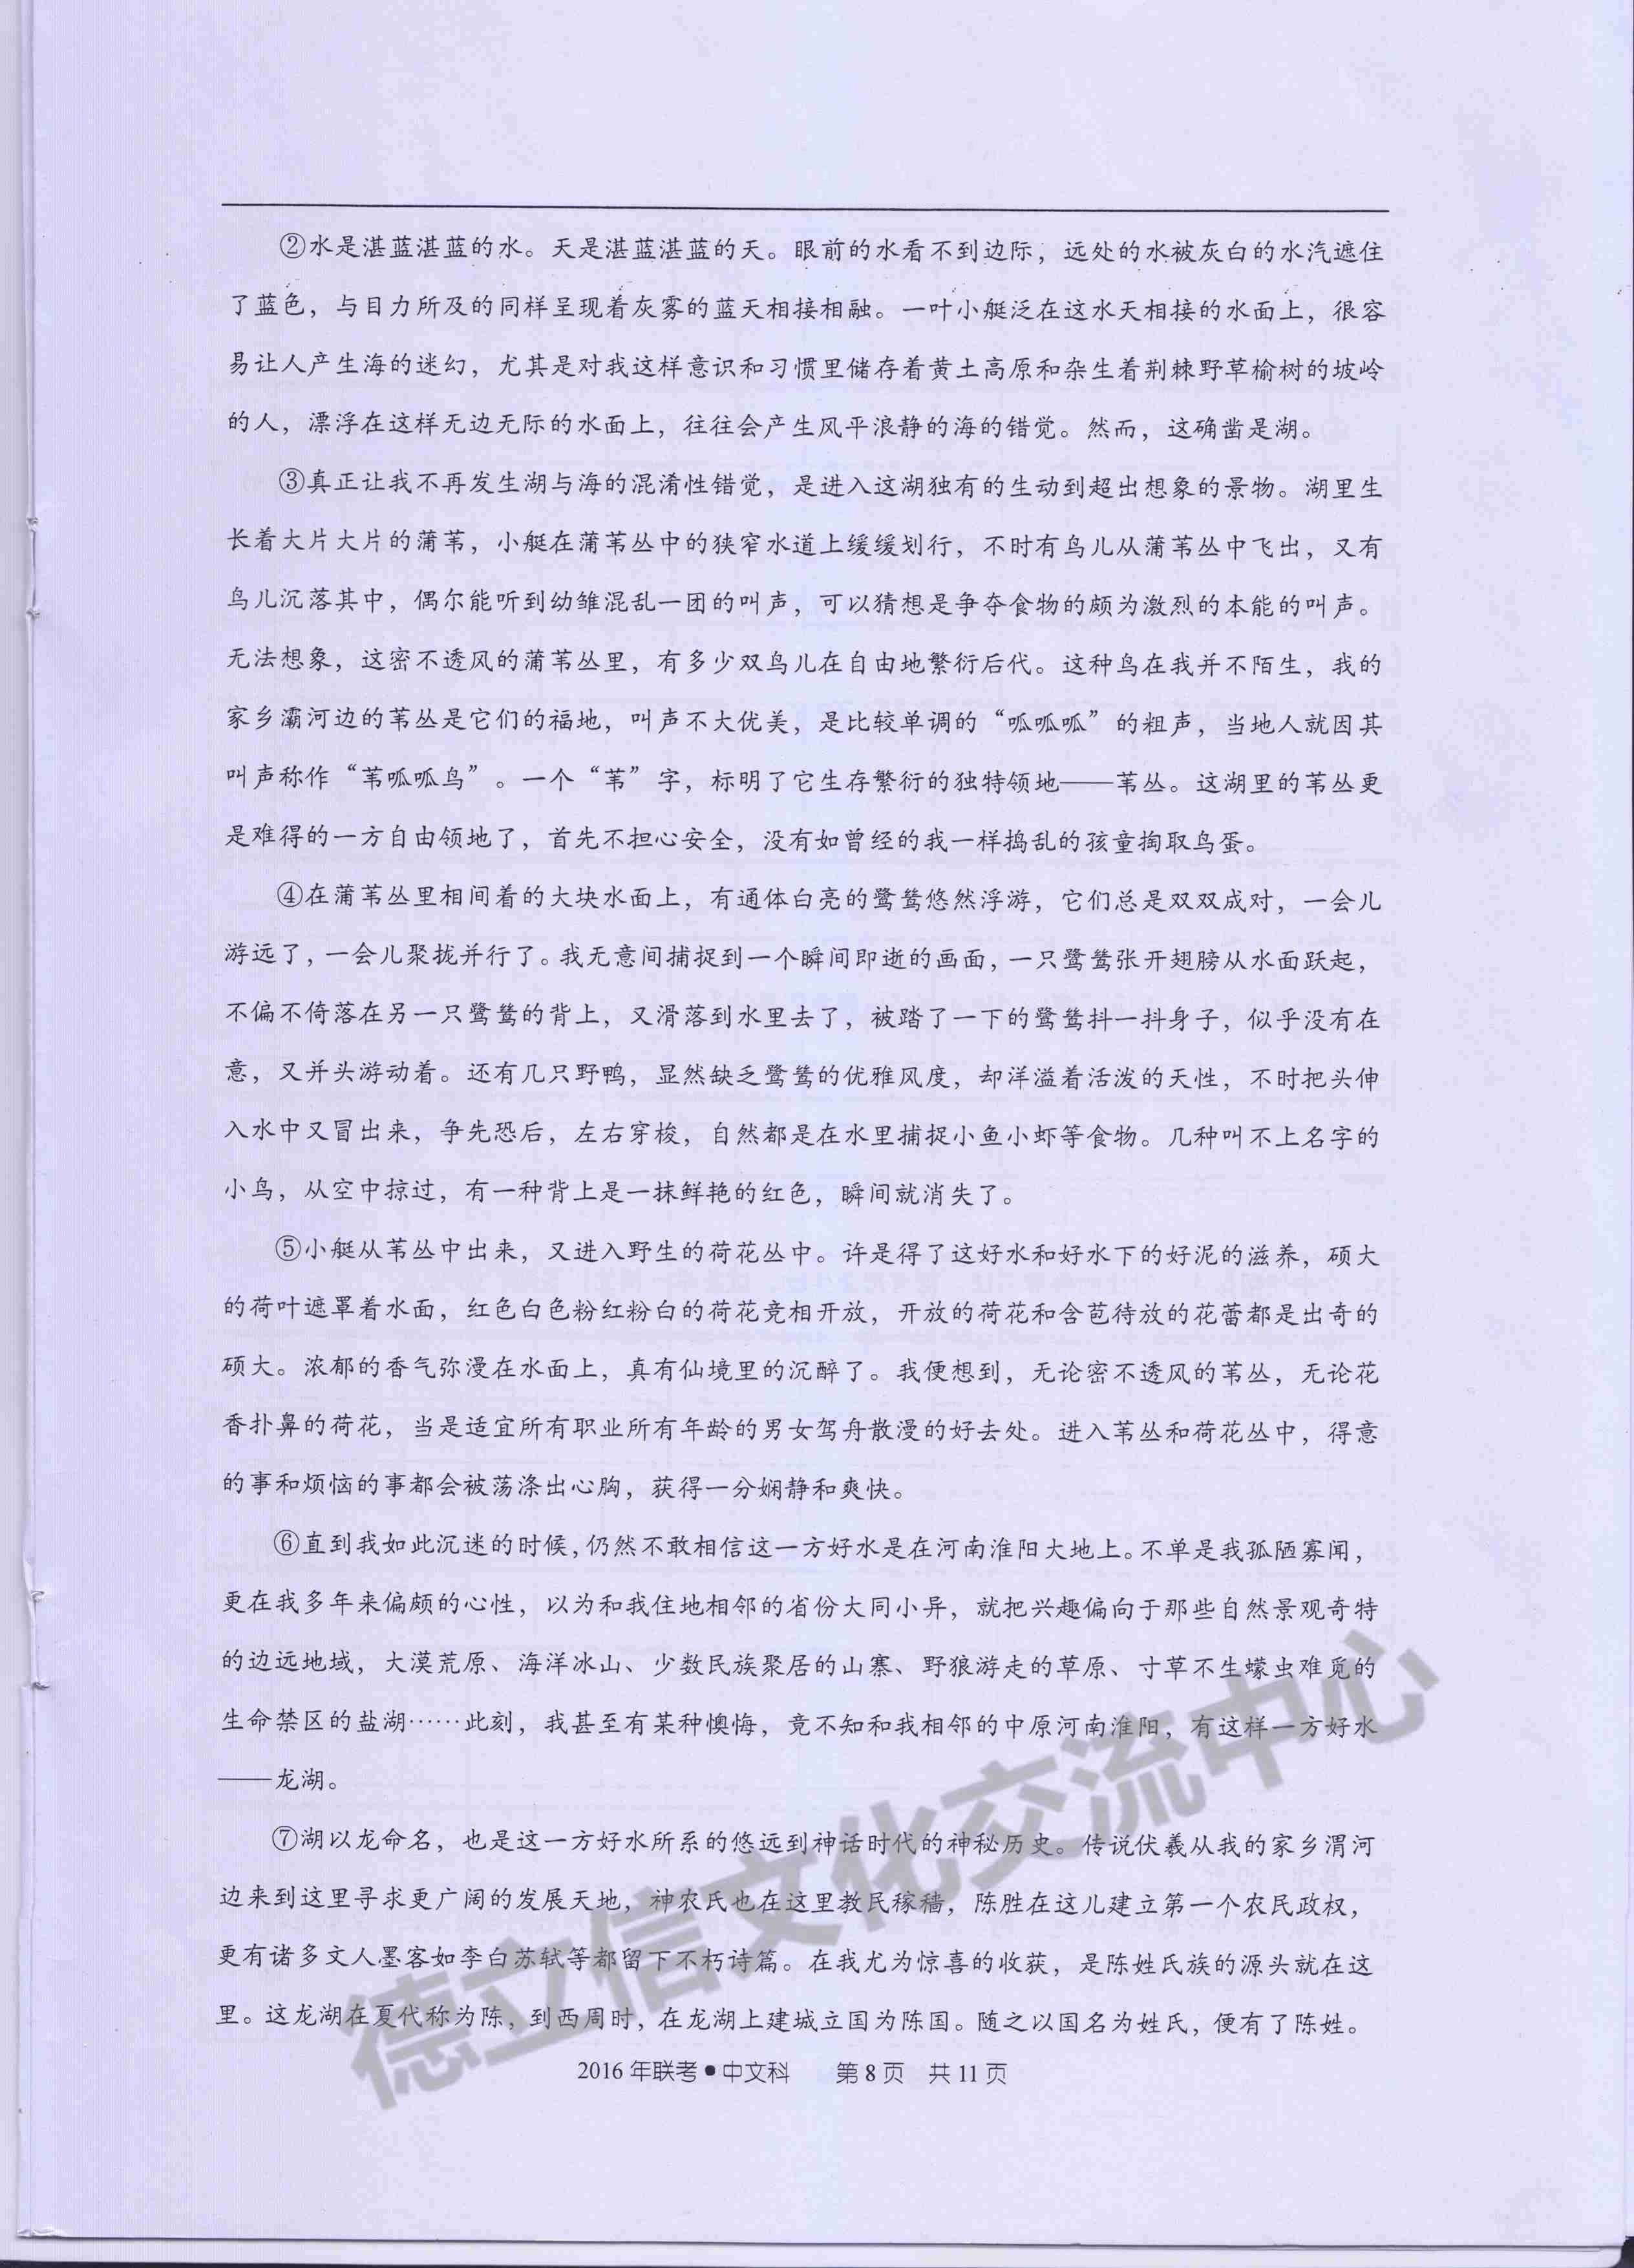 ②水是湛蓝湛蓝的水。天是湛蓝湛蓝的天。眼前的水看不到边际，远处的水被灰白的水汽遮住
了蓝色，与目力所及的同样呈现着灰雾的蓝天相接相融。一叶小艇泛在这水天相接的水面上，很容
易让人产生海的迷幻，尤其是对我这样意识和习惯里储存着黄土高原和杂生着荆棘野草榆树的坡岭
的人，漂浮在这样无边无际的水面上，往往会产生风平浪静的海的错觉。然而，这确凿是湖。
③真正让我不再发生湖与海的混淆性错觉，是进入这湖独有的生动到超出想象的景物。湖里生
长着大片大片的蒲苇，小艇在蒲苇丛中的狭窄水道上缓缓划行，不时有鸟儿从蒲苇丛中飞出，又有
鸟儿沉落其中，偶尔能听到幼雏混乱一团的叫声，可以猜想是争夺食物的颇为激烈的本能的叫声。
无法想象，这密不透风的蒲苇丛里，有多少双鸟儿在自由地繁衍后代。这种鸟在我并不陌生，我的
家乡灞河边的苇丛是它们的福地，叫声不大优美，是比较单调的“呱呱呱”的粗声，当地人就因其
叫声称作“苇呱呱鸟”。一个“苇”字，标明了它生存繁衍的独特领地——苇丛。这湖里的苇丛更
是难得的一方自由领地了，首先不担心安全，没有如曾经的我一样捣乱的孩童掏取鸟蛋。
④在蒲苇丛里相间着的大块水面上，有通体白亮的鹭鸶悠然浮游，它们总是双双成对，一会儿
游远了，一会儿聚拢并行了。我无意间捕捉到一个瞬间即逝的画面，一只鹭鸶张开翅膀从水面跃起，
不偏不倚落在另一只鹭鸶的背上，又滑落到水里去了，被踏了一下的鹭鸶抖一抖身子，似乎没有在
意，又并头游动着。还有几只野鸭，显然缺乏鹭鸶的优雅风度，却洋溢着活泼的天性，不时把头伸
入水中又冒出来，争先恐后，左右穿梭，自然都是在水里捕捉小鱼小虾等食物。几种叫不上名字的
小鸟，从空中掠过，有一种背上是一抹鲜艳的红色，瞬间就消失了。
⑤小艇从苇丛中出来，又进入野生的荷花丛中。许是得了这好水和好水下的好泥的滋养，硕大
的荷叶遮罩着水面，红色白色粉红粉白的荷花竞相开放，开放的荷花和含苞待放的花蕾都是出奇的
硕大。浓郁的香气弥漫在水面上，真有仙境里的沉醉了。我便想到，无论密不透风的苇丛，无论花
香扑鼻的荷花，当是适宜所有职业所有年龄的男女驾舟散漫的好去处。进入苇丛和荷花丛中，得意
的事和烦恼的事都会被荡涤出心胸，获得一分娴静和爽快。
⑥直到我如此沉迷的时候，仍然不敢相信这一方好水是在河南淮阳大地上。不单是我孤陋寡闻，
更在我多年来偏颇的心性，以为和我住地相邻的省份大同小异，就把兴趣偏向于那些自然景观奇特
的边远地域，大漠荒原、海洋冰山、少数民族聚居的山寨、野狼游走的草原、寸草不生蠓虫难觅的
生命禁区的盐湖……此刻，我甚至有某种懊悔，竟不知和我相邻的中原河南淮阳，有这样一方好水
——龙湖。
⑦湖以龙命名，也是这一方好水所系的悠远到神话时代的神秘历史。传说伏羲从我的家乡渭河
边来到这里寻求更广阔的发展天地，神农氏也在这里教民稼穑，陈胜在这儿建立第一个农民政权，
更有诸多文人墨客如李白苏轼等都留下不朽诗篇。在我尤为惊喜的收获，是陈姓氏族的源头就在这
里。这龙湖在夏代称为陈，到西周时，在龙湖上建城立国为陈国。随之以国名为姓氏，便有了陈姓。
2016 年联考●中文科 第 8 页 共 11 页
德立信文化交流中心